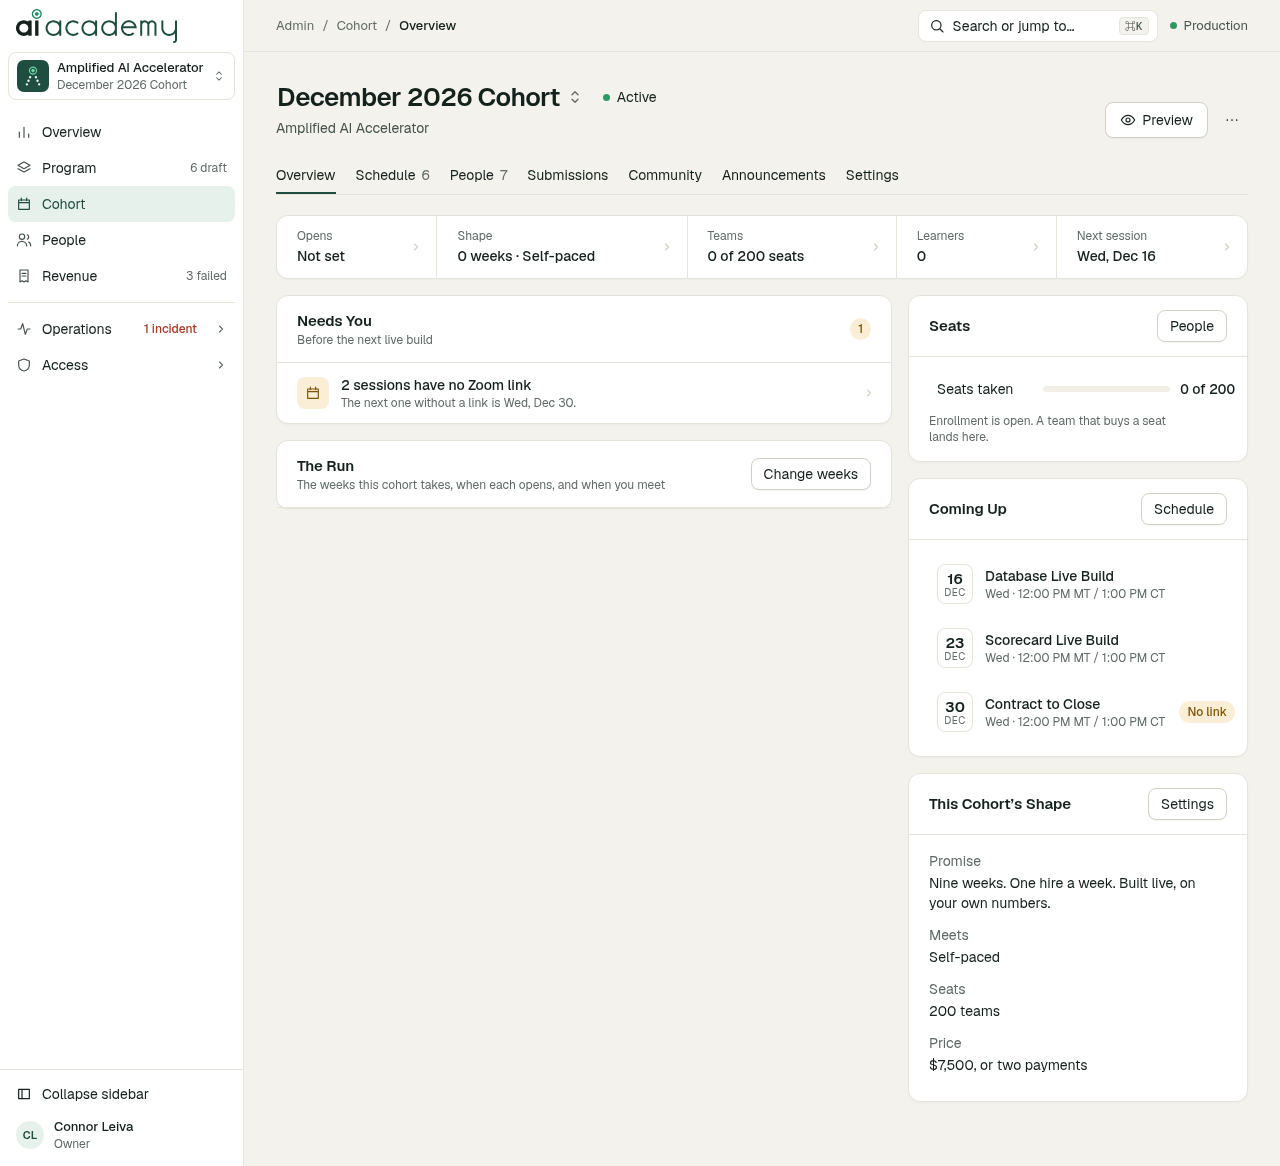 ai academy
Amplified AI Accelerator
December 2026 Cohort
Overview
Program 6 draft
Cohort
People
Revenue 3 failed
Operations 1 incident
Access
Collapse sidebar
CL
Connor Leiva
Owner
Admin / Cohort / Overview
Search or jump to... ⌘K
Production
December 2026 Cohort
Active
Amplified AI Accelerator
Preview
...
Overview Schedule 6 People 7 Submissions Community Announcements Settings
Opens
Not set
Shape
0 weeks · Self-paced
Teams
0 of 200 seats
Learners
0
Next session
Wed, Dec 16
Needs You
Before the next live build
1
2 sessions have no Zoom link
The next one without a link is Wed, Dec 30.
The Run
The weeks this cohort takes, when each opens, and when you meet
Change weeks
Seats
People
Seats taken 0 of 200
Enrollment is open. A team that buys a seat
lands here.
Coming Up
Schedule
16
DEC
Database Live Build
Wed · 12:00 PM MT / 1:00 PM CT
23
DEC
Scorecard Live Build
Wed · 12:00 PM MT / 1:00 PM CT
30
DEC
Contract to Close
Wed · 12:00 PM MT / 1:00 PM CT
No link
This Cohort’s Shape
Settings
Promise
Nine weeks. One hire a week. Built live, on
your own numbers.
Meets
Self-paced
Seats
200 teams
Price
$7,500, or two payments